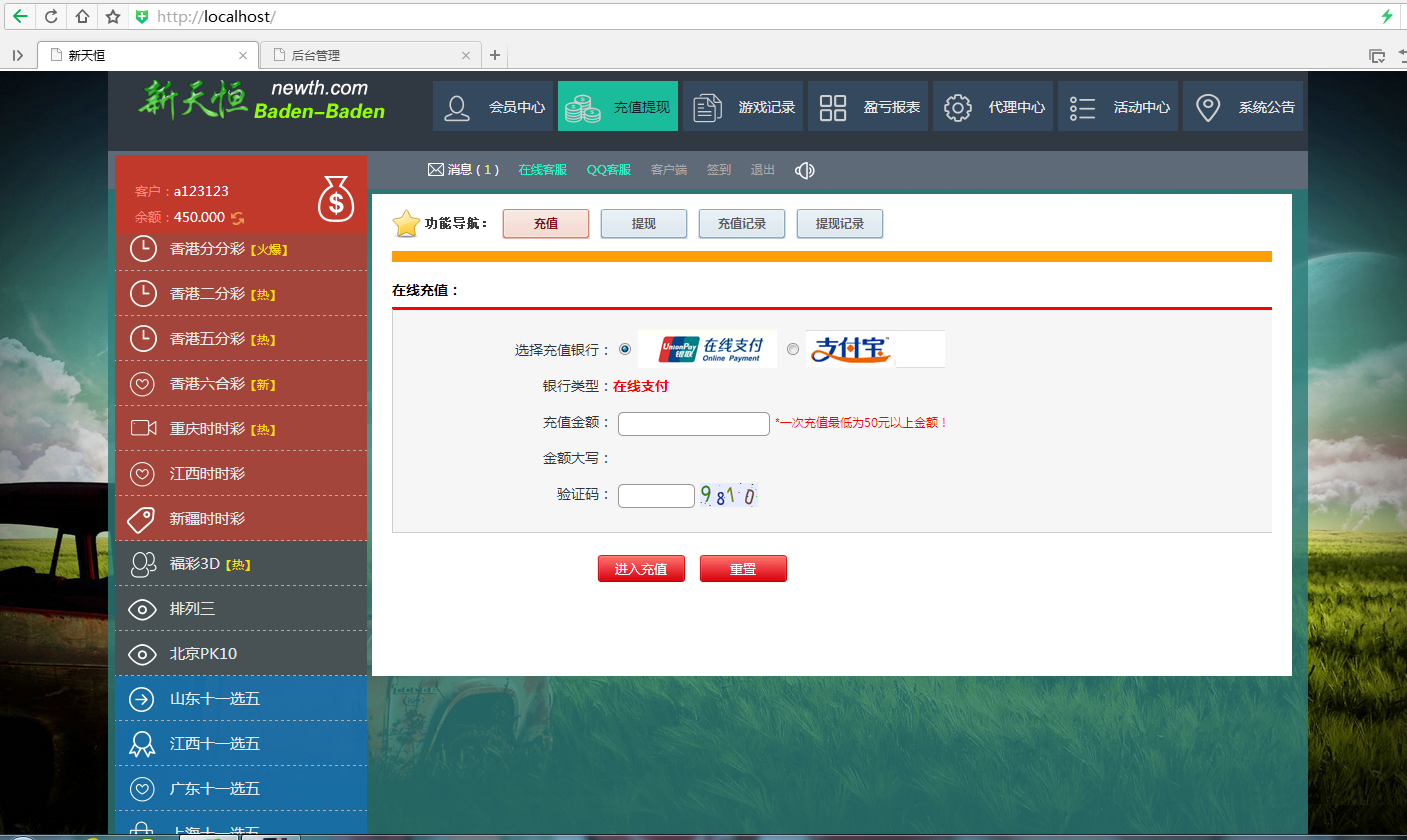 http://localhost/
新天恒
后台管理
新天恒 newth.com
Baden-Baden
会员中心
充值提现
游戏记录
盈亏报表
代理中心
活动中心
系统公告
消息 ( 1 )
在线客服
QQ客服
客户端
签到
退出
客户：a123123
余额：450.000
香港分分彩【火爆】
香港二分彩【热】
香港五分彩【热】
香港六合彩【新】
重庆时时彩【热】
江西时时彩
新疆时时彩
福彩3D【热】
排列三
北京PK10
山东十一选五
江西十一选五
广东十一选五
上海十一选五
功能导航：
充值
提现
充值记录
提现记录
在线充值：
选择充值银行：
UnionPay 银联 在线支付 Online Payment
支付宝
银行类型：在线支付
充值金额：
*一次充值最低为50元以上金额！
金额大写：
验证码：
9810
进入充值
重置